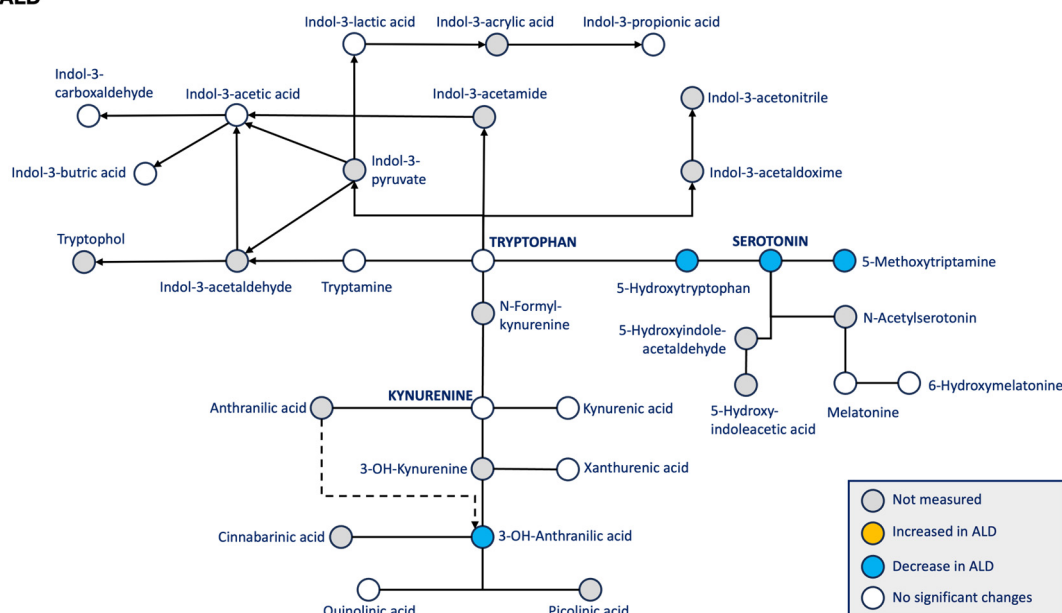 ALD
Indol-3-lactic acid
Indol-3-acrylic acid
Indol-3-propionic acid
Indol-3-
carboxaldehyde
Indol-3-acetic acid
Indol-3-acetamide
Indol-3-acetonitrile
Indol-3-butric acid
Indol-3-
pyruvate
Indol-3-acetaldoxime
Tryptophol
TRYPTOPHAN
SEROTONIN
5-Methoxytriptamine
Indol-3-acetaldehyde
Tryptamine
5-Hydroxytryptophan
N-Formyl-
kynurenine
5-Hydroxyindole-
acetaldehyde
N-Acetylserotonin
KYNURENINE
Anthranilic acid
Kynurenic acid
5-Hydroxy-
indoleacetic acid
Melatonine
6-Hydroxymelatonine
3-OH-Kynurenine
Xanthurenic acid
Cinnabarinic acid
3-OH-Anthranilic acid
Quinolinic acid
Picolinic acid
Not measured
Increased in ALD
Decrease in ALD
No significant changes